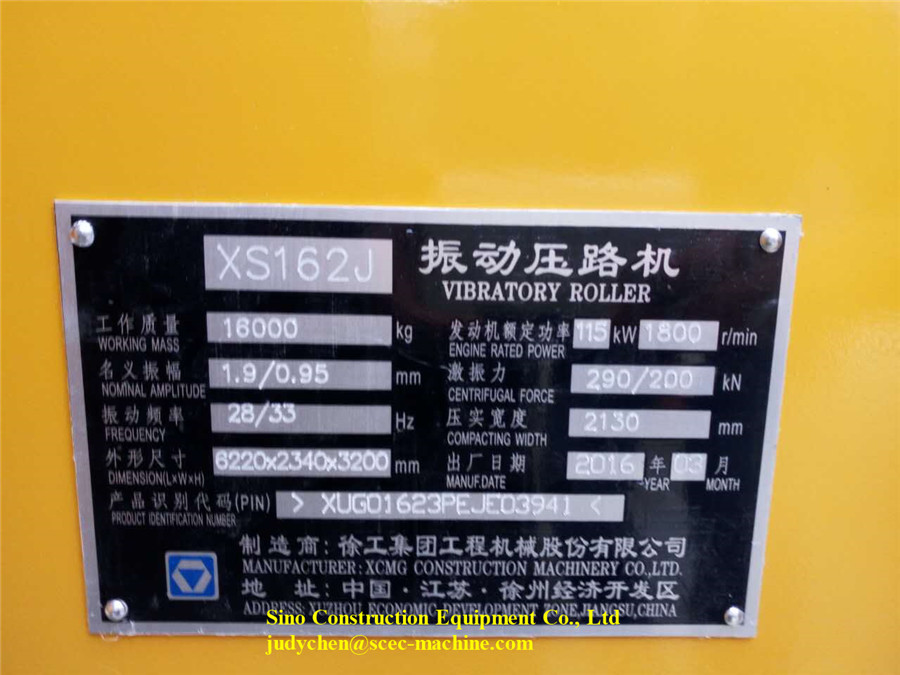 XS162J 振动压路机
VIBRATORY ROLLER
工作质量 16000 kg 发动机额定功率 115 kW 1800 r/min
WORKING MASS ENGINE RATED POWER
名义振幅 1.9/0.95 mm 激振力 290/200 kN
NOMINAL AMPLITUDE CENTRIFUGAL FORCE
振动频率 28/33 Hz 压实宽度 2130 mm
FREQUENCY COMPACTING WIDTH
外形尺寸 6220x2340x3200 mm 出厂日期 2016 年 03 月
DIMENSION(L×W×H) MANUF.DATE YEAR MONTH
产品识别代码(PIN) > XUG01623PEJE03941 <
PRODUCT IDENTIFICATION NUMBER
制造商:徐工集团工程机械股份有限公司
MANUFACTURER:XCMG CONSTRUCTION MACHINERY CO.,LTD.
地 址:中国·江苏·徐州经济开发区
ADDRESS: XUZHOU ECONOMIC DEVELOPMENT ZONE,JIANGSU,CHINA
Sino Construction Equipment Co., Ltd
judychen@scec-machine.com